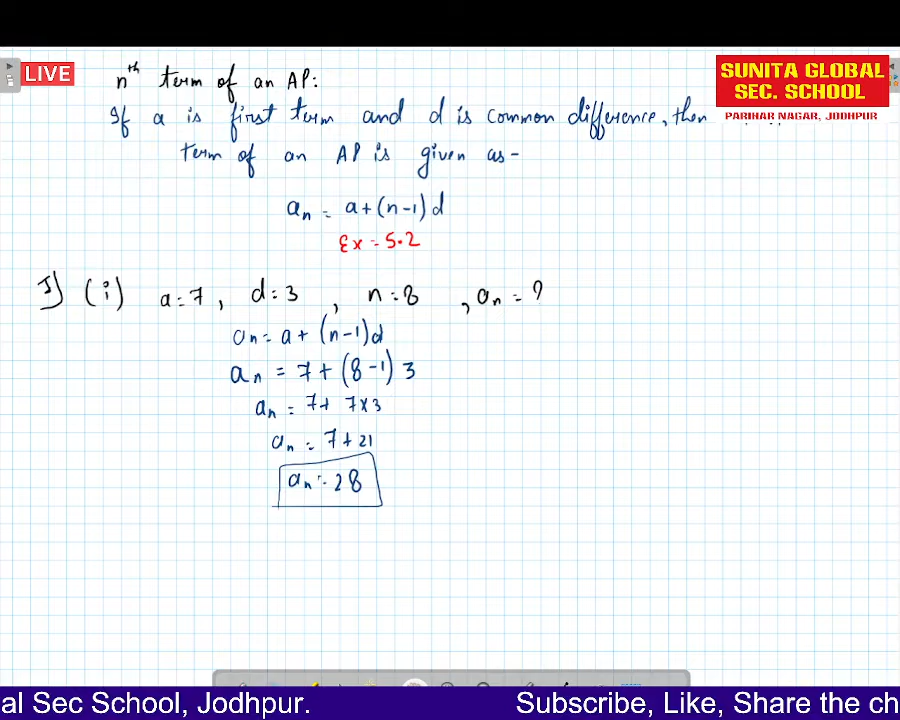 LIVE
SUNITA GLOBAL
SEC. SCHOOL
PARIHAR NAGAR, JODHPUR
nth term of an AP:
If a is first term and d is common difference, then
term of an AP is given as-
an = a+(n-1)d
Ex = 5.2
1) (i) a=7, d=3, n=8, an=?
an= a+(n-1)d
an = 7+(8-1)3
an = 7+ 7x3
an = 7+21
an = 28
al Sec School, Jodhpur. Subscribe, Like, Share the ch